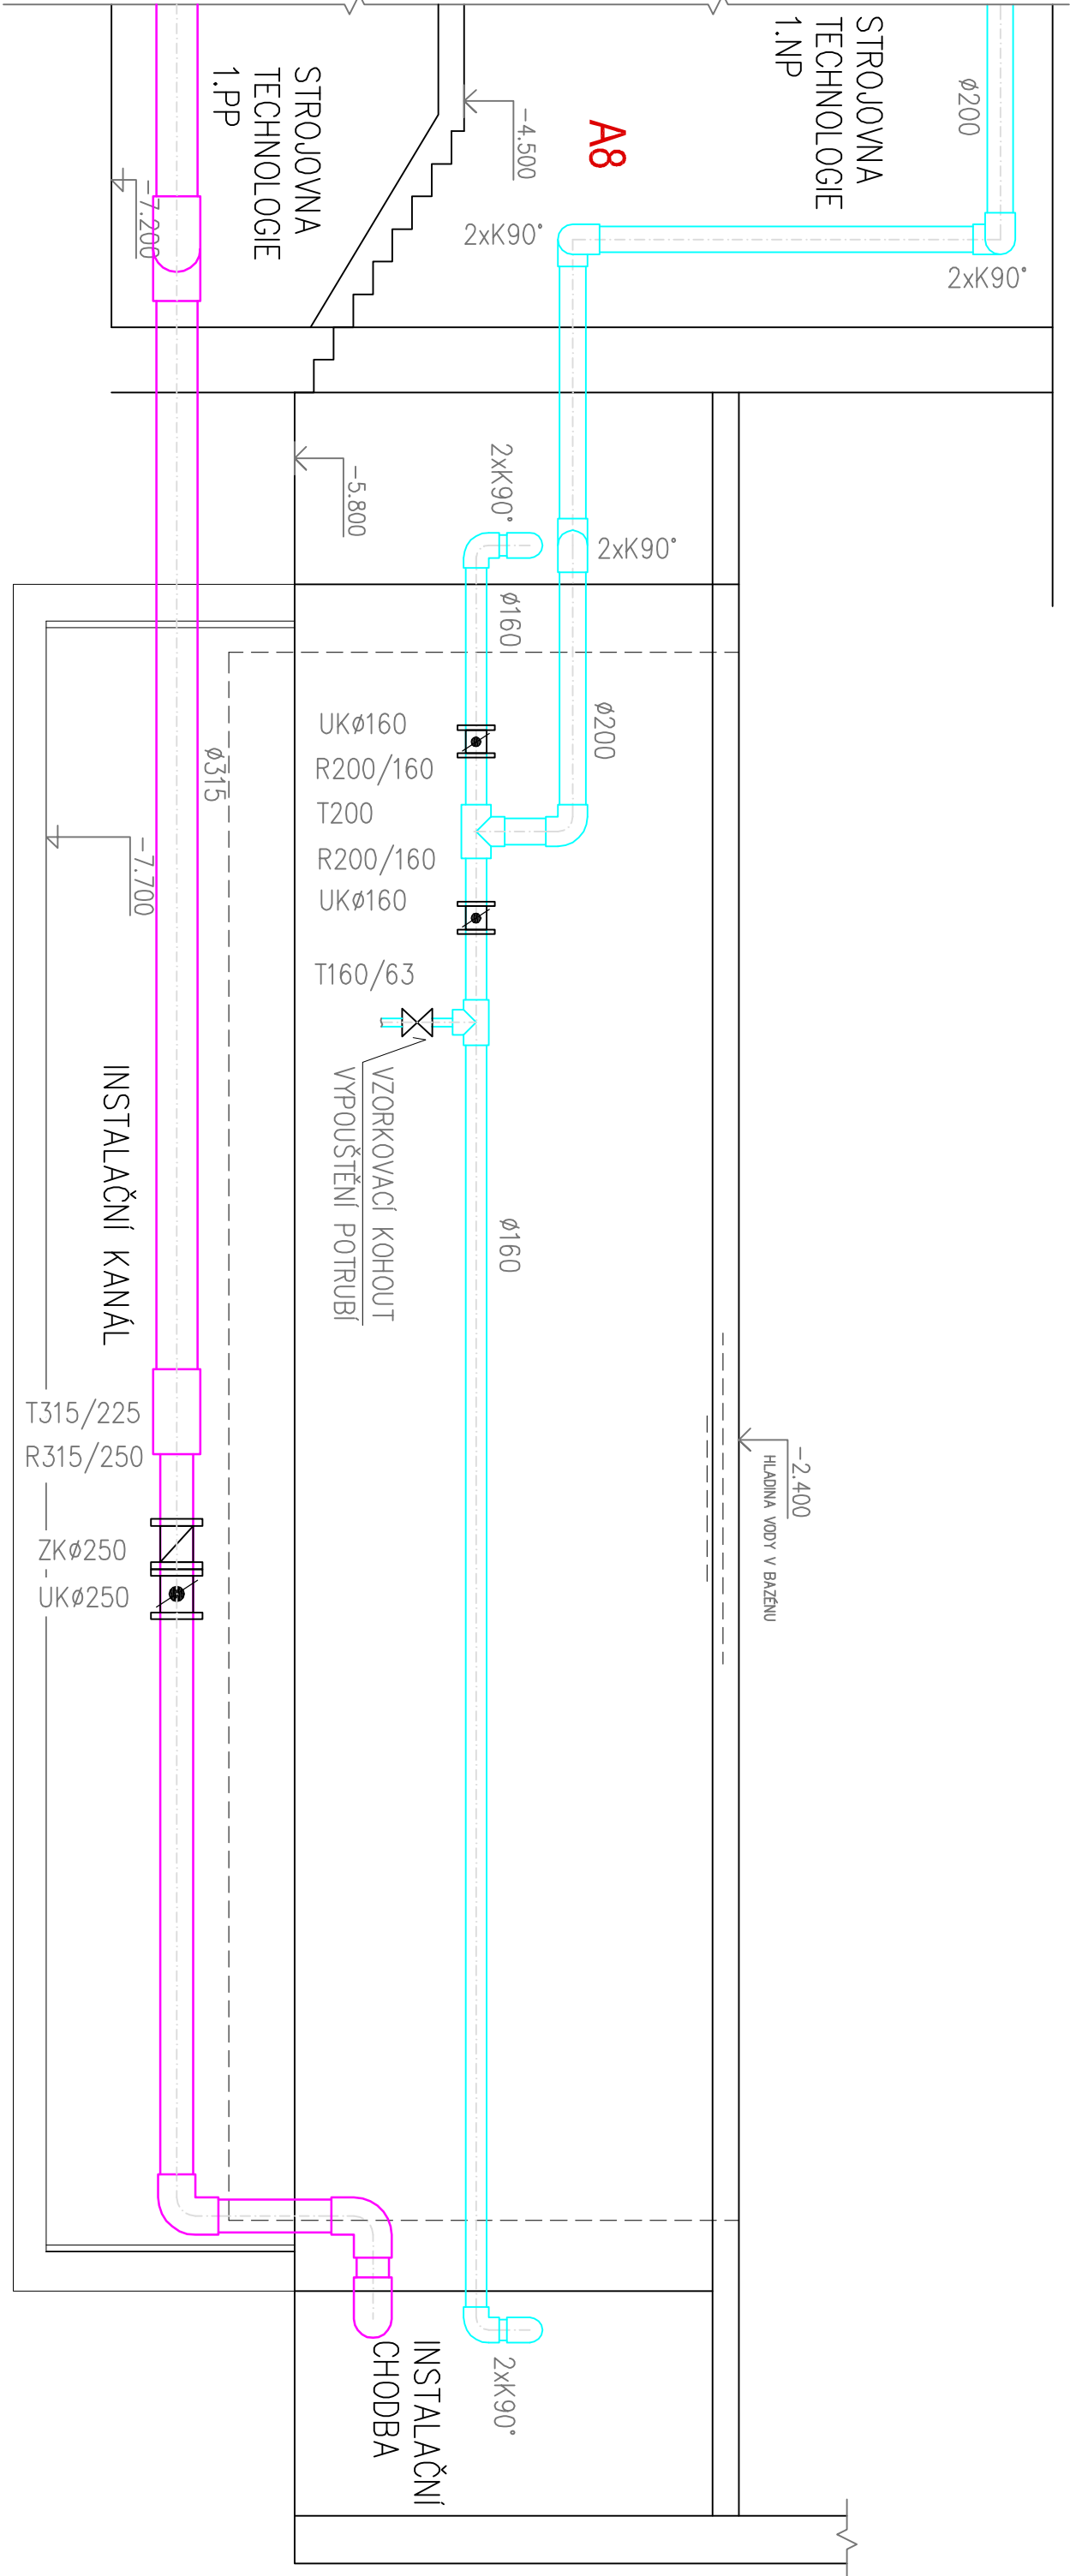 STROJOVNA
TECHNOLOGIE
1.NP
ø200
STROJOVNA
TECHNOLOGIE
1.PP
-4.500
A8
-7.200
2xK90°
2xK90°
-5.800
2xK90°
2xK90°
ø160
ø200
UKø160
R200/160
T200
R200/160
UKø160
ø315
-7.700
T160/63
VZORKOVACÍ KOHOUT
VYPOUŠTĚNÍ POTRUBÍ
INSTALAČNÍ KANÁL
ø160
T315/225
R315/250
ZKø250
UKø250
-2.400
HLADINA VODY V BAZÉNU
INSTALAČNÍ
CHODBA
2xK90°